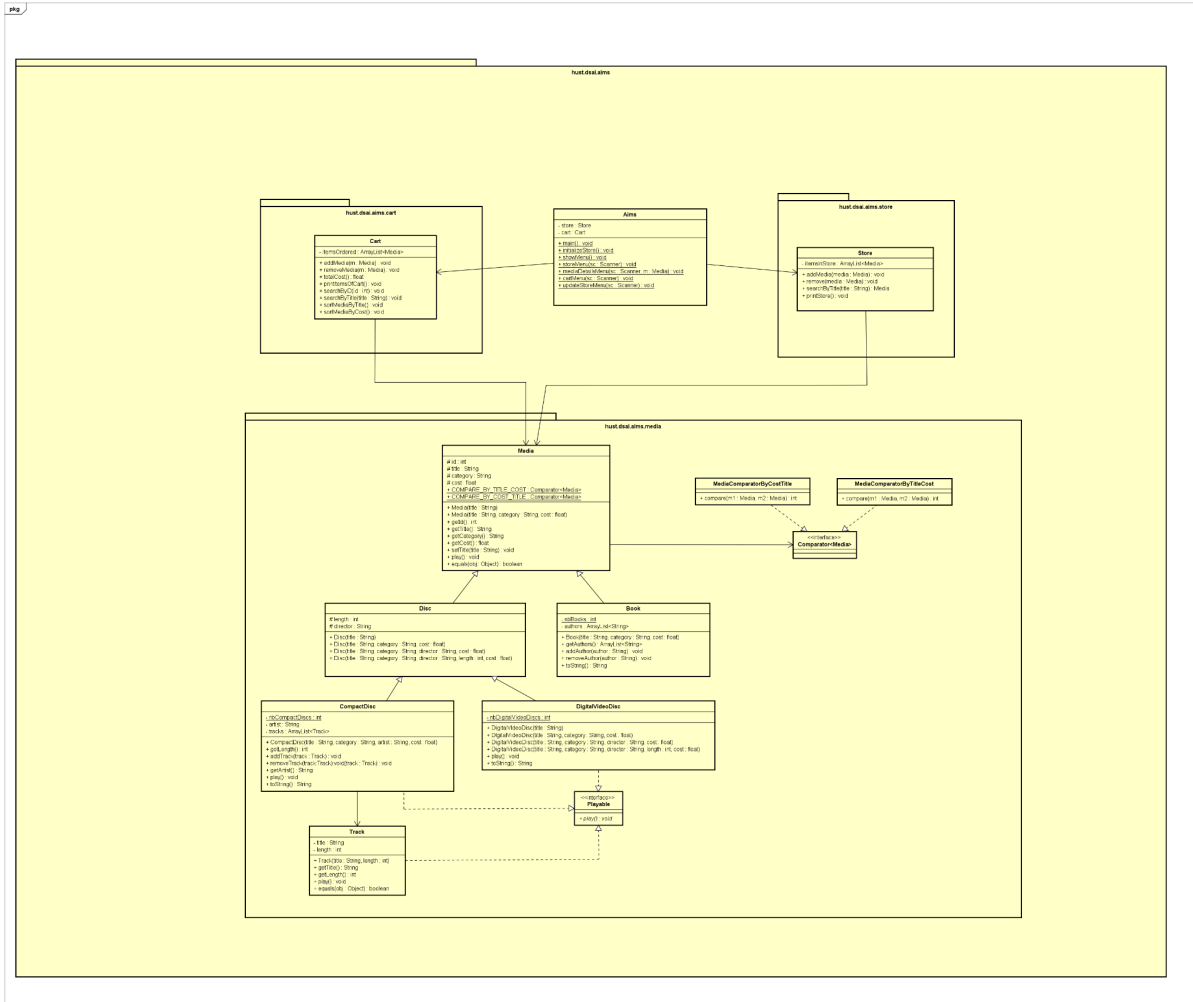 pkg
hust.dsai.aims
hust.dsai.aims.cart
Cart
- itemsOrdered : ArrayList<Media>
+ addMedia(m : Media) : void
+ removeMedia(m : Media) : void
+ totalCost() : float
+ printItemsOfCart() : void
+ searchByID(id : int) : void
+ searchByTitle(title : String) : void
+ sortMediaByTitle() : void
+ sortMediaByCost() : void
Aims
- store : Store
- cart : Cart
+ main() : void
+ initializeStore() : void
+ showMenu() : void
+ storeMenu(sc : Scanner) : void
+ mediaDetailsMenu(sc : Scanner, m : Media) : void
+ cartMenu(sc : Scanner) : void
+ updateStoreMenu(sc : Scanner) : void
hust.dsai.aims.store
Store
- itemsInStore : ArrayList<Media>
+ addMedia(media : Media) : void
+ remove(media : Media) : void
+ searchByTitle(title : String) : Media
+ printStore() : void
hust.dsai.aims.media
Media
# id : int
# title : String
# category : String
# cost : float
+ COMPARE_BY_TITLE_COST : Comparator<Media>
+ COMPARE_BY_COST_TITLE : Comparator<Media>
+ Media(title : String)
+ Media(title : String, category : String, cost : float)
+ getId() : int
+ getTitle() : String
+ getCategory() : String
+ getCost() : float
+ setTitle(title : String) : void
+ play() : void
+ equals(obj : Object) : boolean
MediaComparatorByCostTitle
+ compare(m1 : Media, m2 : Media) : int
MediaComparatorByTitleCost
+ compare(m1 : Media, m2 : Media) : int
<<interface>>
Comparator<Media>
Disc
# length : int
# director : String
+ Disc(title : String)
+ Disc(title : String, category : String, cost : float)
+ Disc(title : String, category : String, director : String, cost : float)
+ Disc(title : String, category : String, director : String, length : int, cost : float)
Book
- nbBooks : int
- authors : ArrayList<String>
+ Book(title : String, category : String, cost : float)
+ getAuthors() : ArrayList<String>
+ addAuthor(author : String) : void
+ removeAuthor(author : String) : void
+ toString() : String
CompactDisc
- nbCompactDiscs : int
- artist : String
- tracks : ArrayList<Track>
+ CompactDisc(title : String, category : String, artist : String, cost : float)
+ getLength() : int
+ addTrack(track : Track) : void
+ removeTrack(track:Track):void(track : Track) : void
+ getArtist() : String
+ play() : void
+ toString() : String
DigitalVideoDisc
- nbDigitalVideoDiscs : int
+ DigitalVideoDisc(title : String)
+ DigitalVideoDisc(title : String, category : String, cost : float)
+ DigitalVideoDisc(title : String, category : String, director : String, cost : float)
+ DigitalVideoDisc(title : String, category : String, director : String, length : int, cost : float)
+ play() : void
+ toString() : String
<<interface>>
Playable
+ play() : void
Track
- title : String
- length : int
+ Track(title : String, length : int)
+ getTitle() : String
+ getLength() : int
+ play() : void
+ equals(obj : Object) : boolean